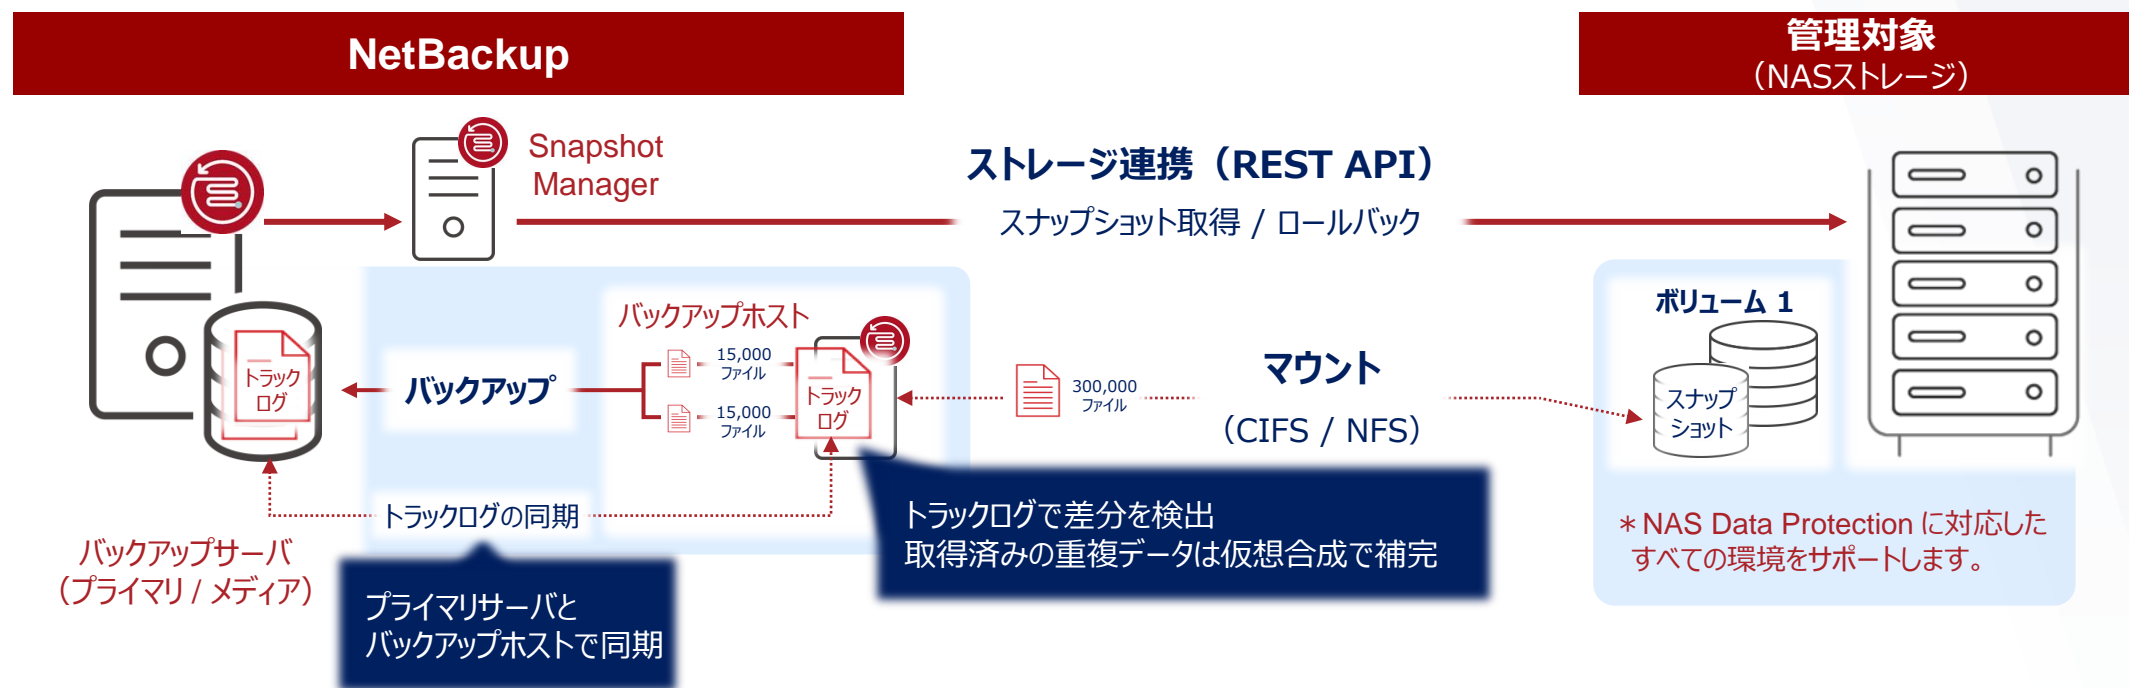 NetBackup
管理対象
（NASストレージ）
Snapshot
Manager
ストレージ連携（REST API）
スナップショット取得 / ロールバック
バックアップホスト
ボリューム 1
15,000
ファイル
15,000
ファイル
トラック
ログ
バックアップ
トラック
ログ
300,000
ファイル
マウント
（CIFS / NFS）
スナップ
ショット
トラックログの同期
トラックログで差分を検出
取得済みの重複データは仮想合成で補完
＊NAS Data Protection に対応した
すべての環境をサポートします。
バックアップサーバ
（プライマリ / メディア）
プライマリサーバと
バックアップホストで同期